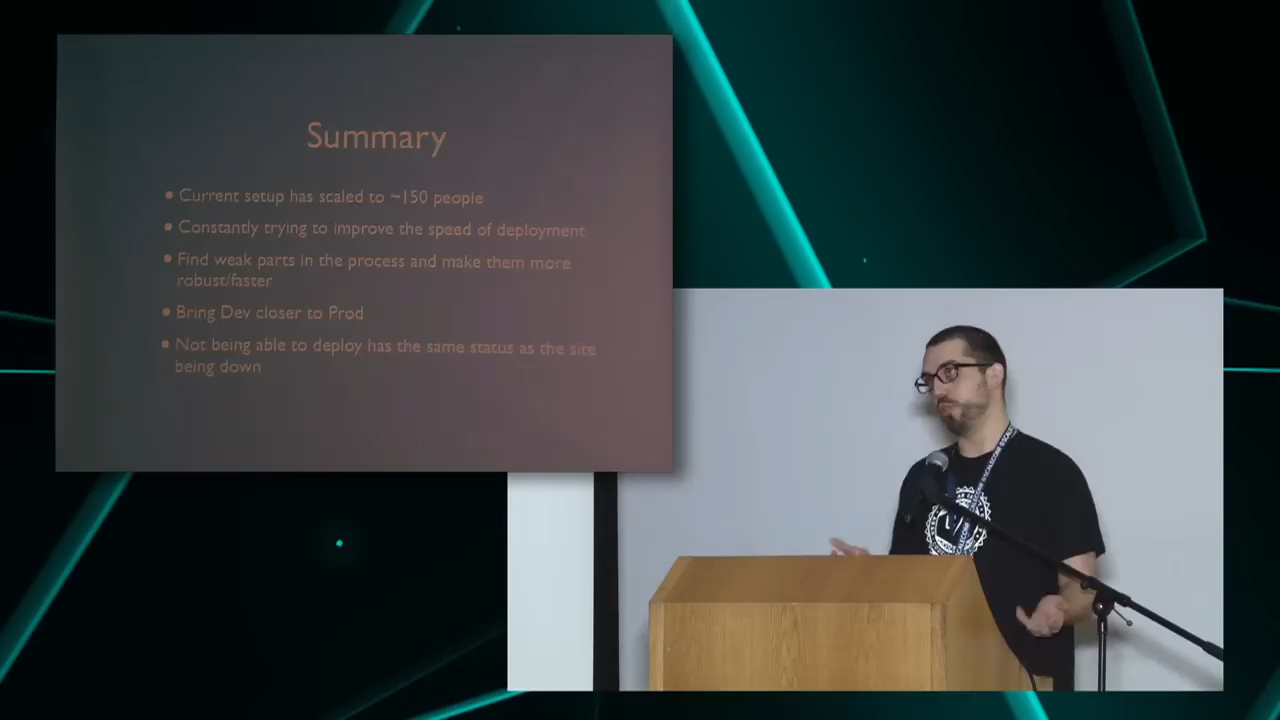 Summary
• Current setup has scaled to ~150 people
• Constantly trying to improve the speed of deployment
• Find weak parts in the process and make them more
robust/faster
• Bring Dev closer to Prod
• Not being able to deploy has the same status as the site
being down